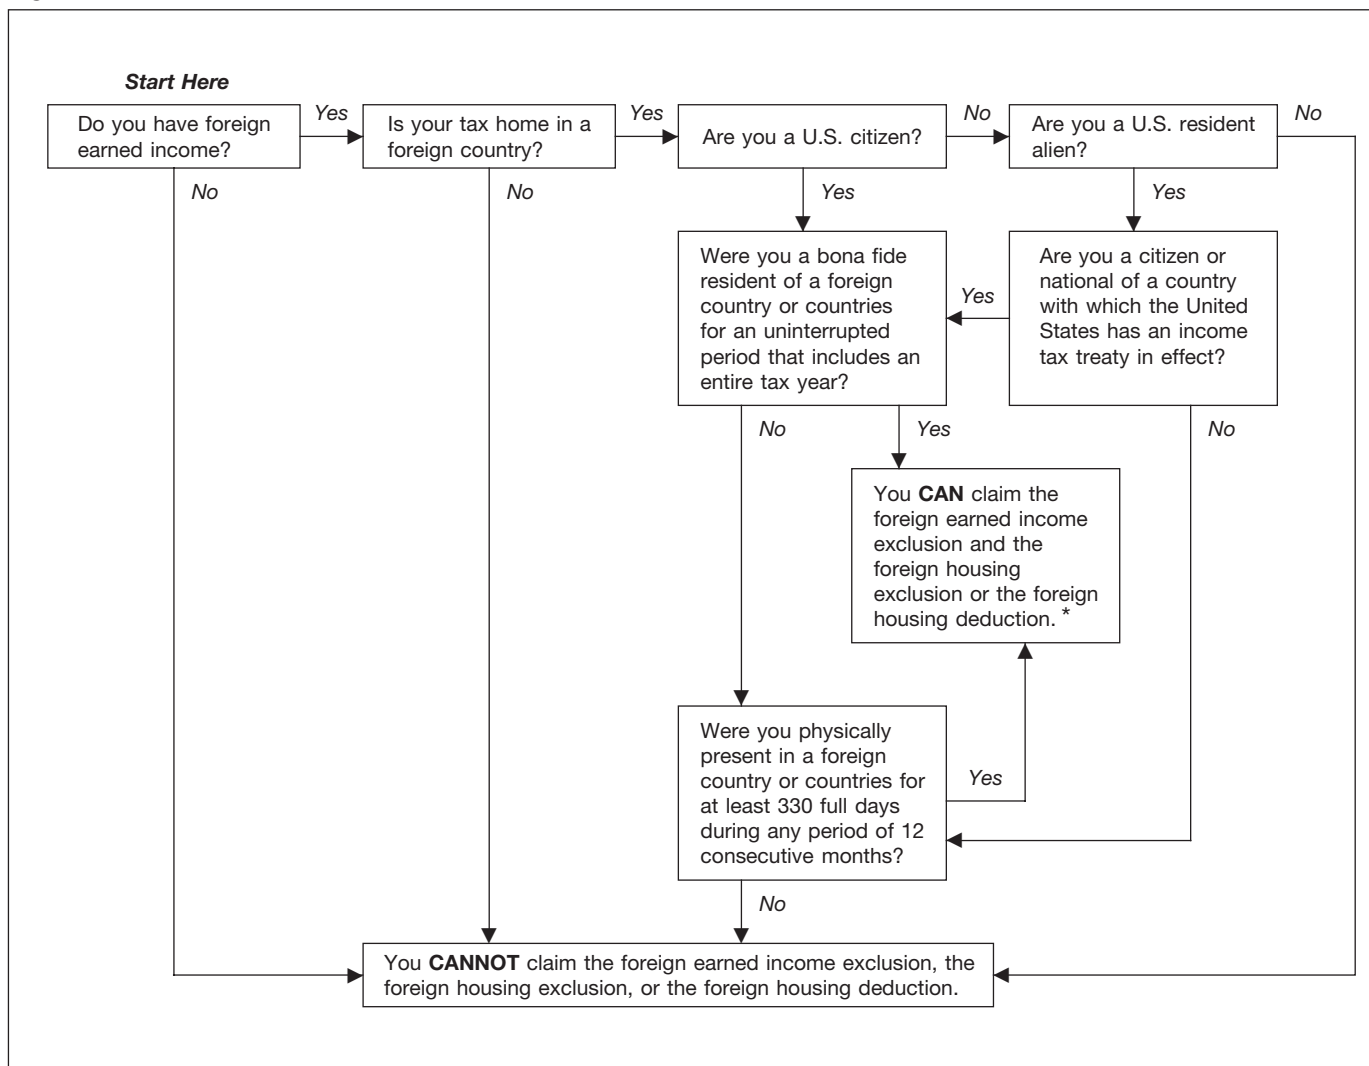 Start Here
Do you have foreign
earned income?
Yes
Is your tax home in a
foreign country?
Yes
Are you a U.S. citizen?
No
Are you a U.S. resident
alien?
No
No
No
Yes
Yes
Were you a bona fide
resident of a foreign
country or countries
for an uninterrupted
period that includes an
entire tax year?
Yes
Are you a citizen or
national of a country
with which the United
States has an income
tax treaty in effect?
No
Yes
No
You CAN claim the
foreign earned income
exclusion and the
foreign housing
exclusion or the foreign
housing deduction. *
Were you physically
present in a foreign
country or countries for
at least 330 full days
during any period of 12
consecutive months?
Yes
No
You CANNOT claim the foreign earned income exclusion, the
foreign housing exclusion, or the foreign housing deduction.